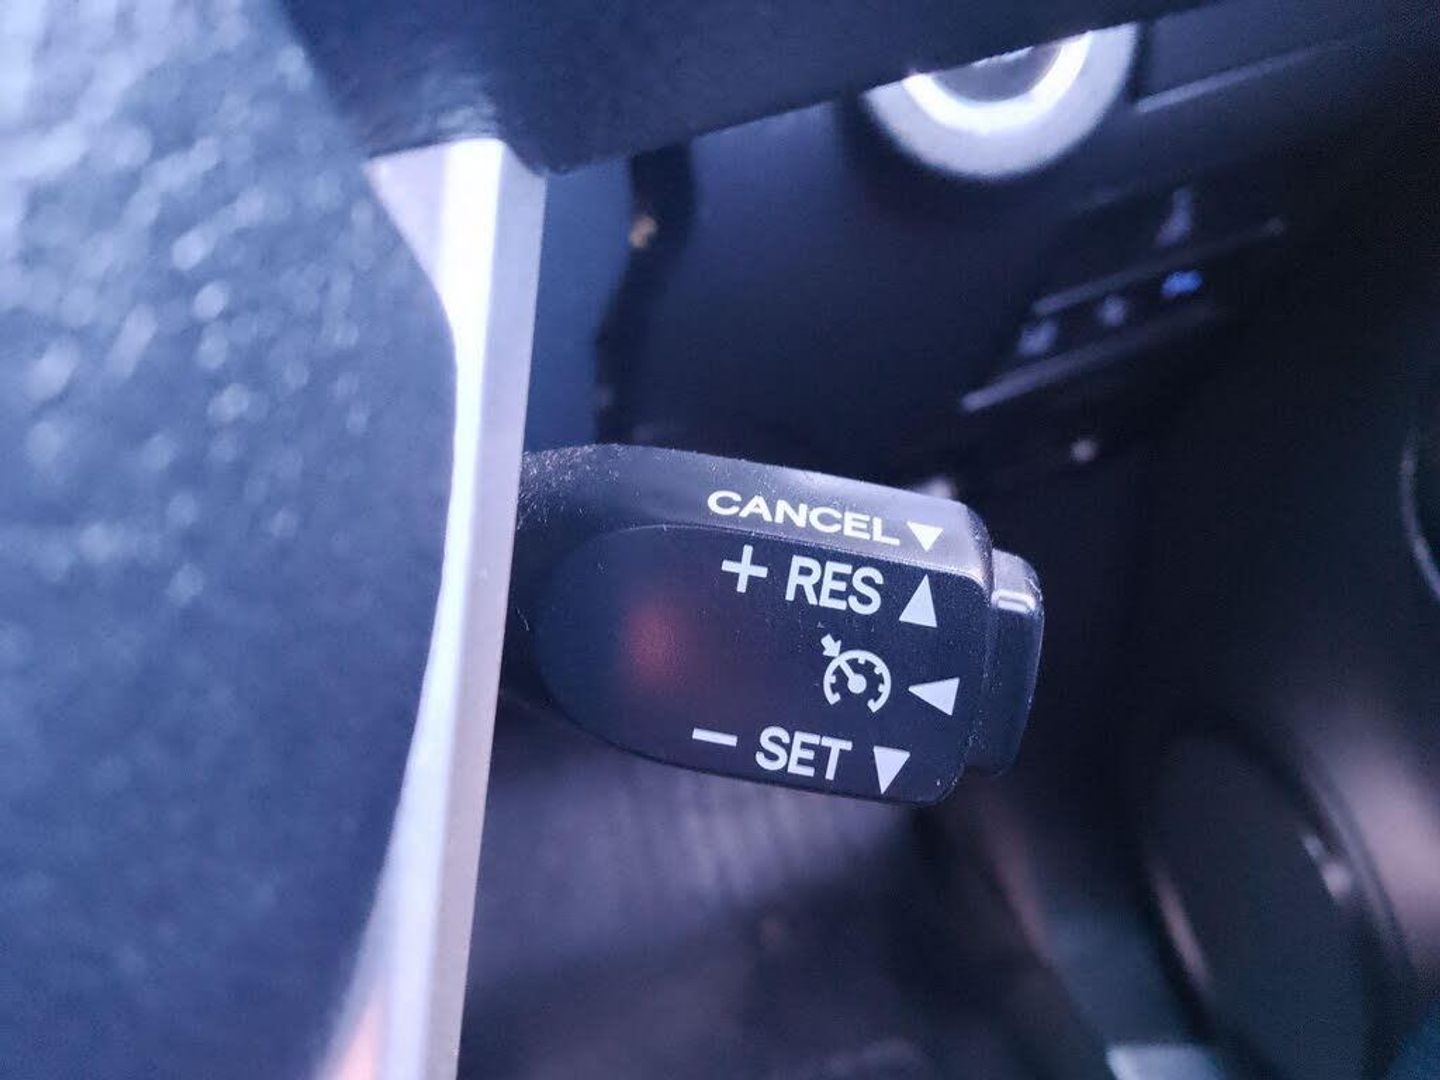 CANCEL ▼
+ RES ▲
◀
− SET ▼